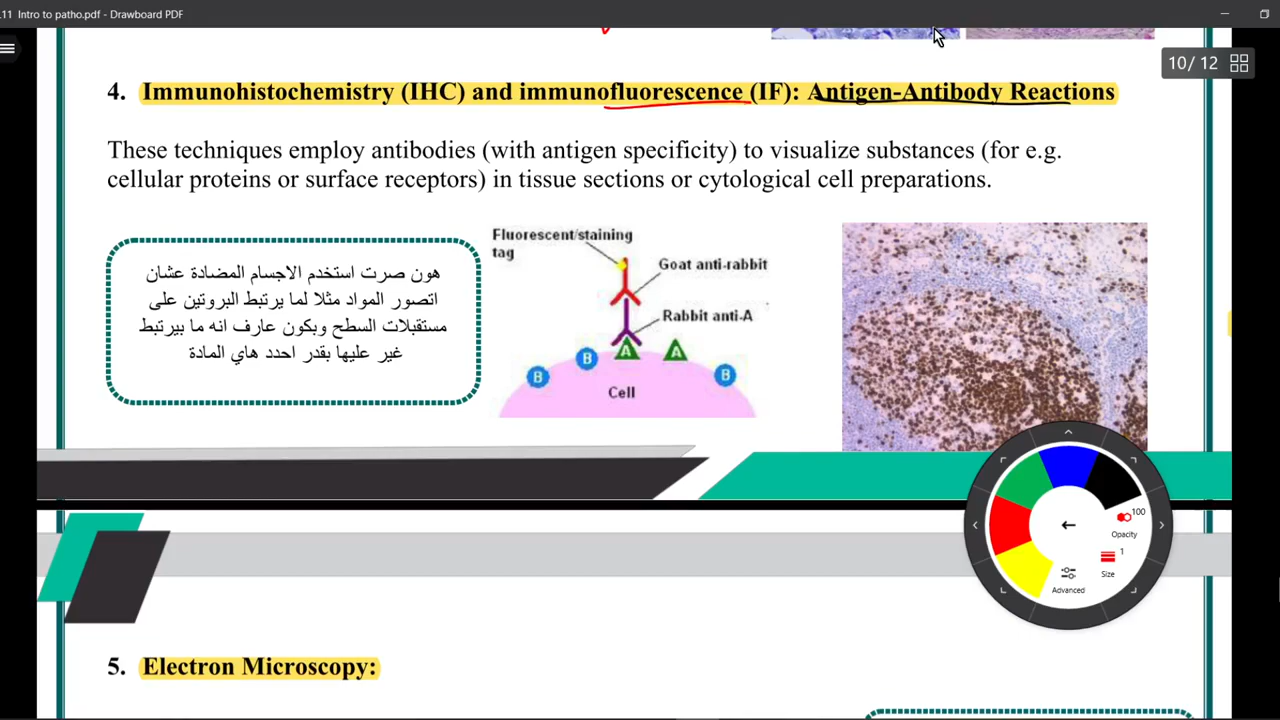 .11 Intro to patho.pdf - Drawboard PDF
10/ 12
4. Immunohistochemistry (IHC) and immunofluorescence (IF): Antigen-Antibody Reactions
These techniques employ antibodies (with antigen specificity) to visualize substances (for e.g.
cellular proteins or surface receptors) in tissue sections or cytological cell preparations.
هون صرت استخدم الاجسام المضادة عشان
اتصور المواد مثلا لما يرتبط البروتين على
مستقبلات السطح وبكون عارف انه ما بيرتبط
غير عليها بقدر احدد هاي المادة
Fluorescent/staining
tag
Goat anti-rabbit
Rabbit anti-A
A
A
B
B
B
Cell
100
Opacity
1
Size
Advanced
5. Electron Microscopy: